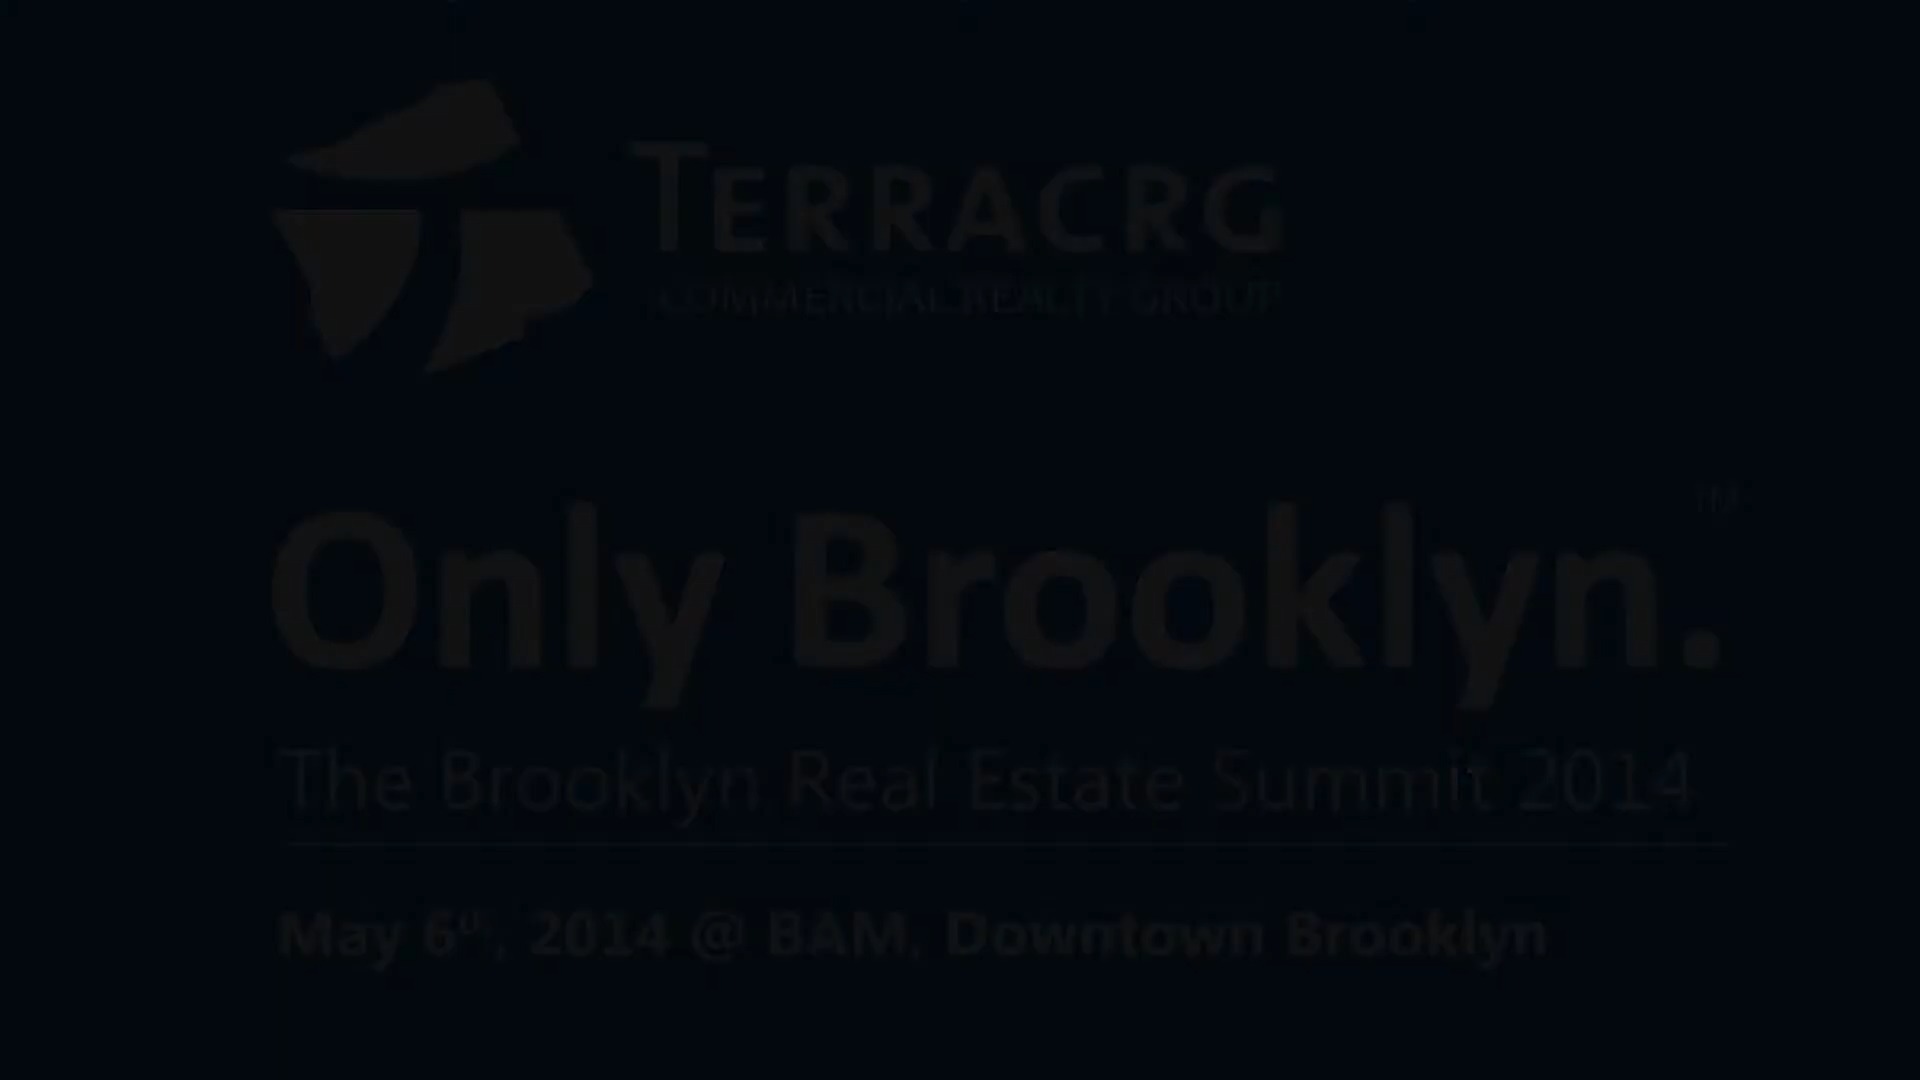 TERRACRG
COMMERCIAL REALTY GROUP
Only Brooklyn.™
The Brooklyn Real Estate Summit 2014
May 6th, 2014 @ BAM, Downtown Brooklyn